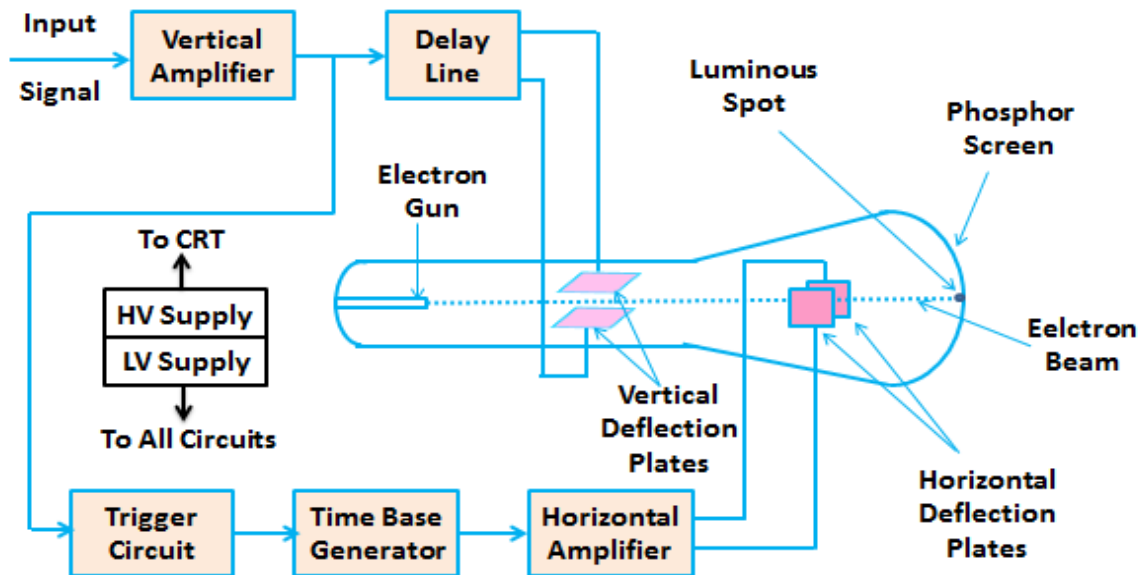 Input
Signal
Vertical
Amplifier
Delay
Line
Luminous
Spot
Phosphor
Screen
Electron
Gun
To CRT
HV Supply
LV Supply
To All Circuits
Eelctron
Beam
Vertical
Deflection
Plates
Horizontal
Deflection
Plates
Trigger
Circuit
Time Base
Generator
Horizontal
Amplifier